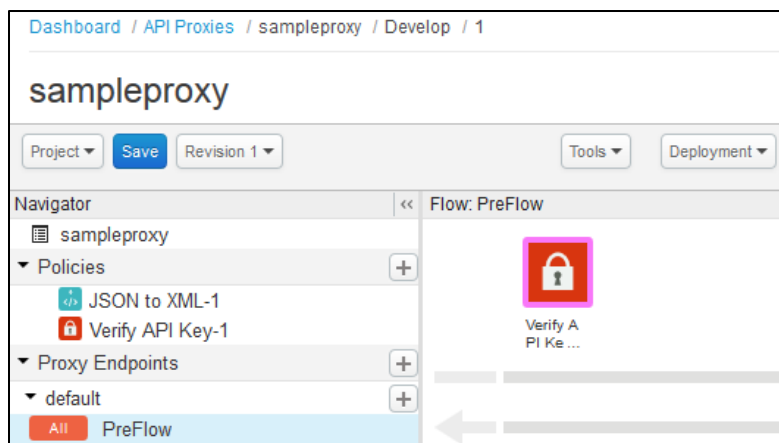 Dashboard / API Proxies / sampleproxy / Develop / 1
sampleproxy
Project Save Revision 1 Tools Deployment
Navigator << Flow: PreFlow
sampleproxy
Policies +
JSON to XML-1
Verify API Key-1
Verify A
PI Ke ...
Proxy Endpoints +
default +
All PreFlow